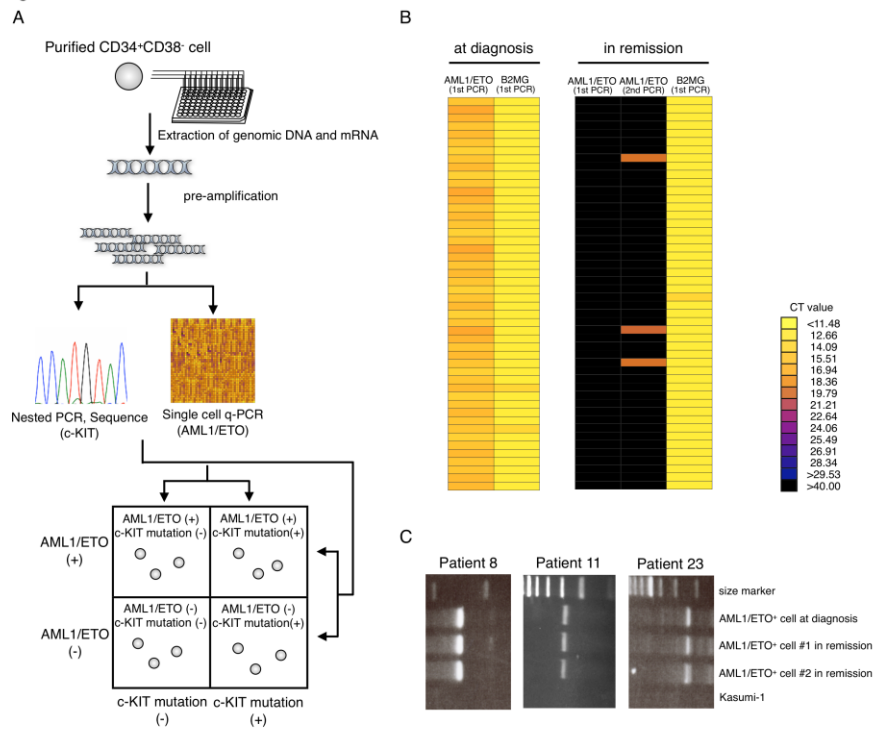 A
Purified CD34+CD38- cell
Extraction of genomic DNA and mRNA
pre-amplification
Nested PCR, Sequence
(c-KIT)
Single cell q-PCR
(AML1/ETO)
AML1/ETO
(+)
AML1/ETO (+)
c-KIT mutation (-)
AML1/ETO (+)
c-KIT mutation(+)
AML1/ETO
(-)
AML1/ETO (-)
c-KIT mutation (-)
AML1/ETO (-)
c-KIT mutation(+)
c-KIT mutation
(-)
c-KIT mutation
(+)
B
at diagnosis
in remission
AML1/ETO
(1st PCR)
B2MG
(1st PCR)
AML1/ETO
(1st PCR)
AML1/ETO
(2nd PCR)
B2MG
(1st PCR)
CT value
<11.48
12.66
14.09
15.51
16.94
18.36
19.79
21.21
22.64
24.06
25.49
26.91
28.34
>29.53
>40.00
C
Patient 8
Patient 11
Patient 23
size marker
AML1/ETO+ cell at diagnosis
AML1/ETO+ cell #1 in remission
AML1/ETO+ cell #2 in remission
Kasumi-1